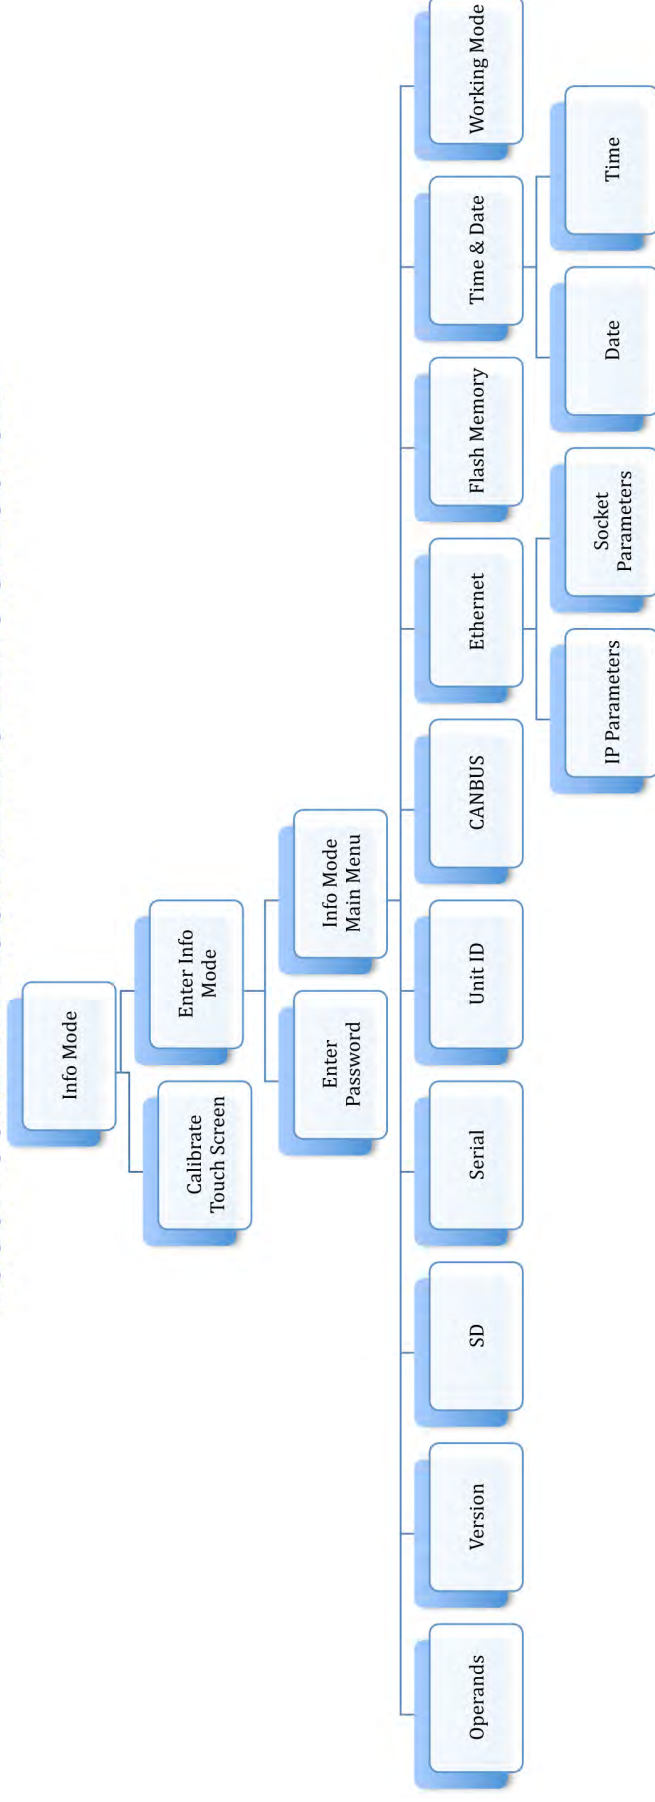 Info Mode
Calibrate
Touch Screen
Enter Info
Mode
Enter
Password
Info Mode
Main Menu
Operands
Version
SD
Serial
Unit ID
CANBUS
Ethernet
Flash Memory
Time & Date
Working Mode
IP Parameters
Socket
Parameters
Date
Time